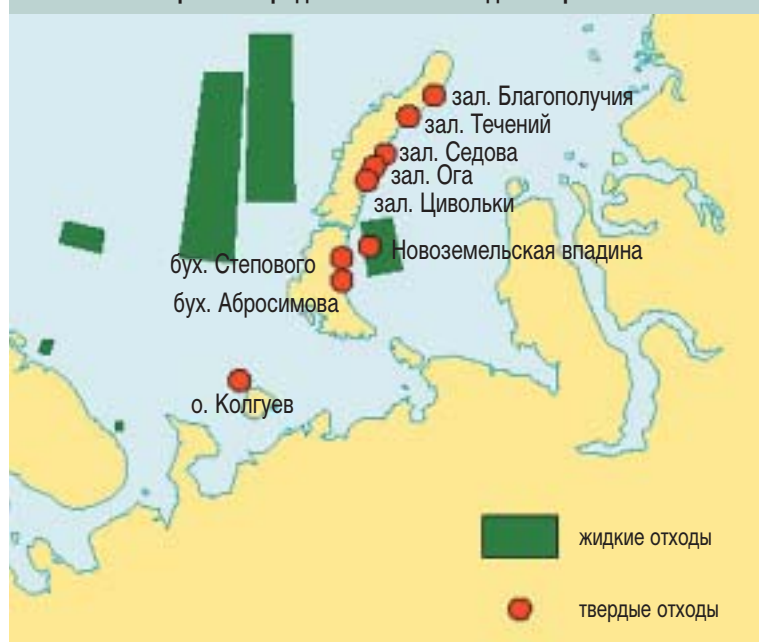 зал. Благополучия
зал. Течений
зал. Седова
зал. Ога
зал. Цивольки
Новоземельская впадина
бух. Степового
бух. Абросимова
о. Колгуев
жидкие отходы
твердые отходы